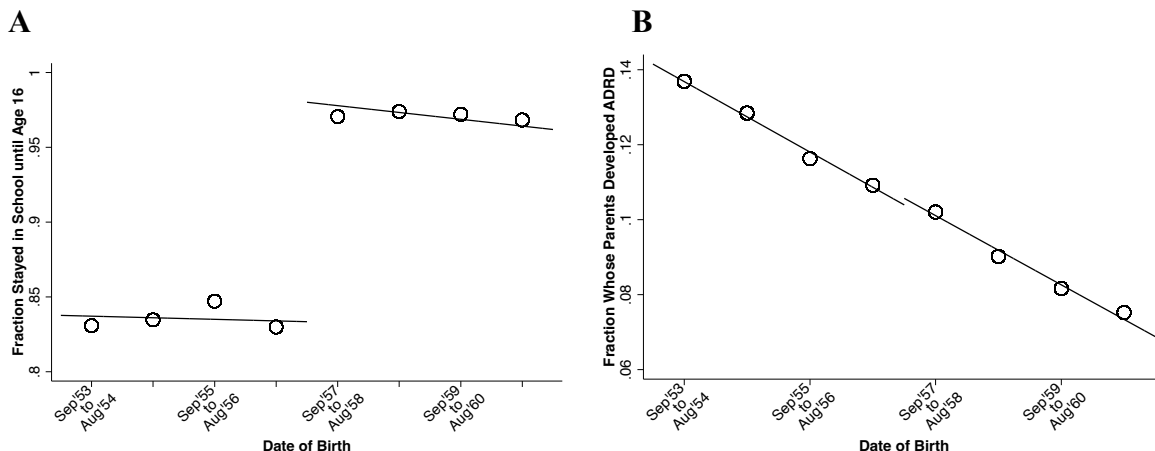 A
Fraction Stayed in School until Age 16
1
.95
.9
.85
.8
Sep'53
to
Aug'54
Sep'55
to
Aug'56
Sep'57
to
Aug'58
Sep'59
to
Aug'60
Date of Birth
B
Fraction Whose Parents Developed ADRD
.14
.12
.1
.08
.06
Sep'53
to
Aug'54
Sep'55
to
Aug'56
Sep'57
to
Aug'58
Sep'59
to
Aug'60
Date of Birth